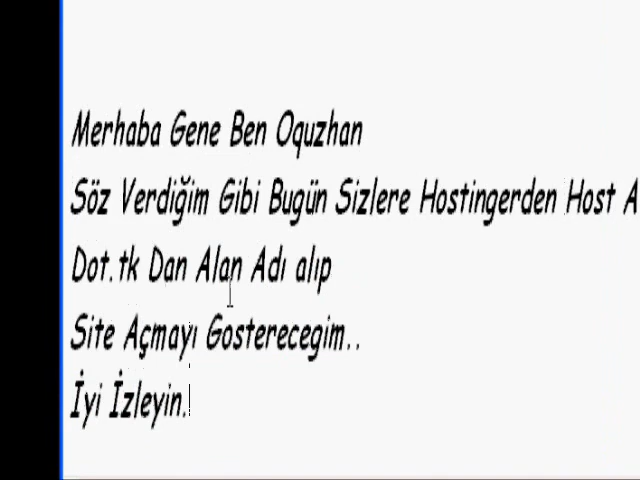 Merhaba Gene Ben Oquzhan
Söz Verdiğim Gibi Bugün Sizlere Hostingerden Host A
Dot.tk Dan Alan Adı alıp
Site Açmayı Gosterecegim..
İyi İzleyin.